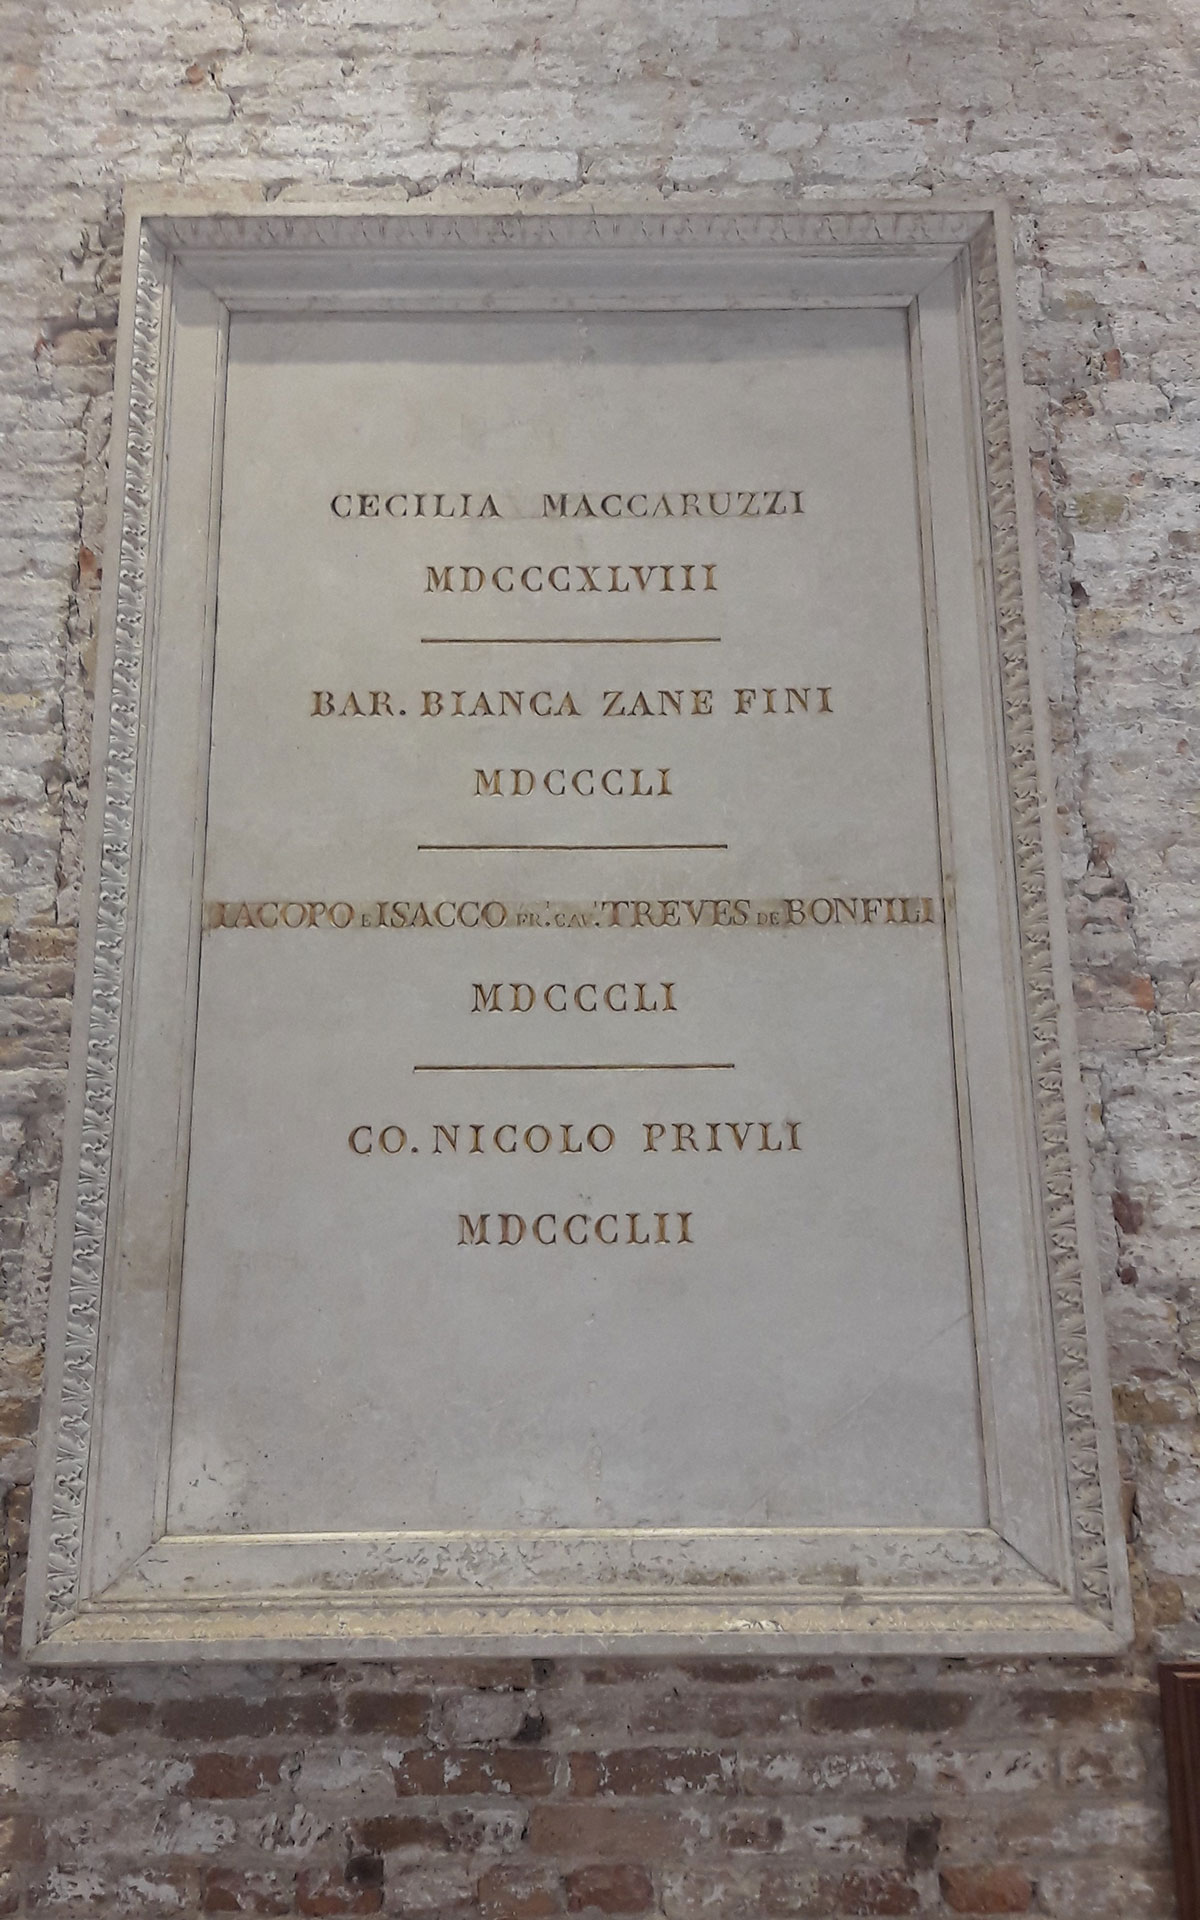 CECILIA MACCARUZZI
MDCCCXLVIII
BAR. BIANCA ZANE FINI
MDCCCLI
IACOPO E ISACCO FR.! CAV.! TREVES DE BONFILI
MDCCCLI
CO. NICOLO PRIVLI
MDCCCLII